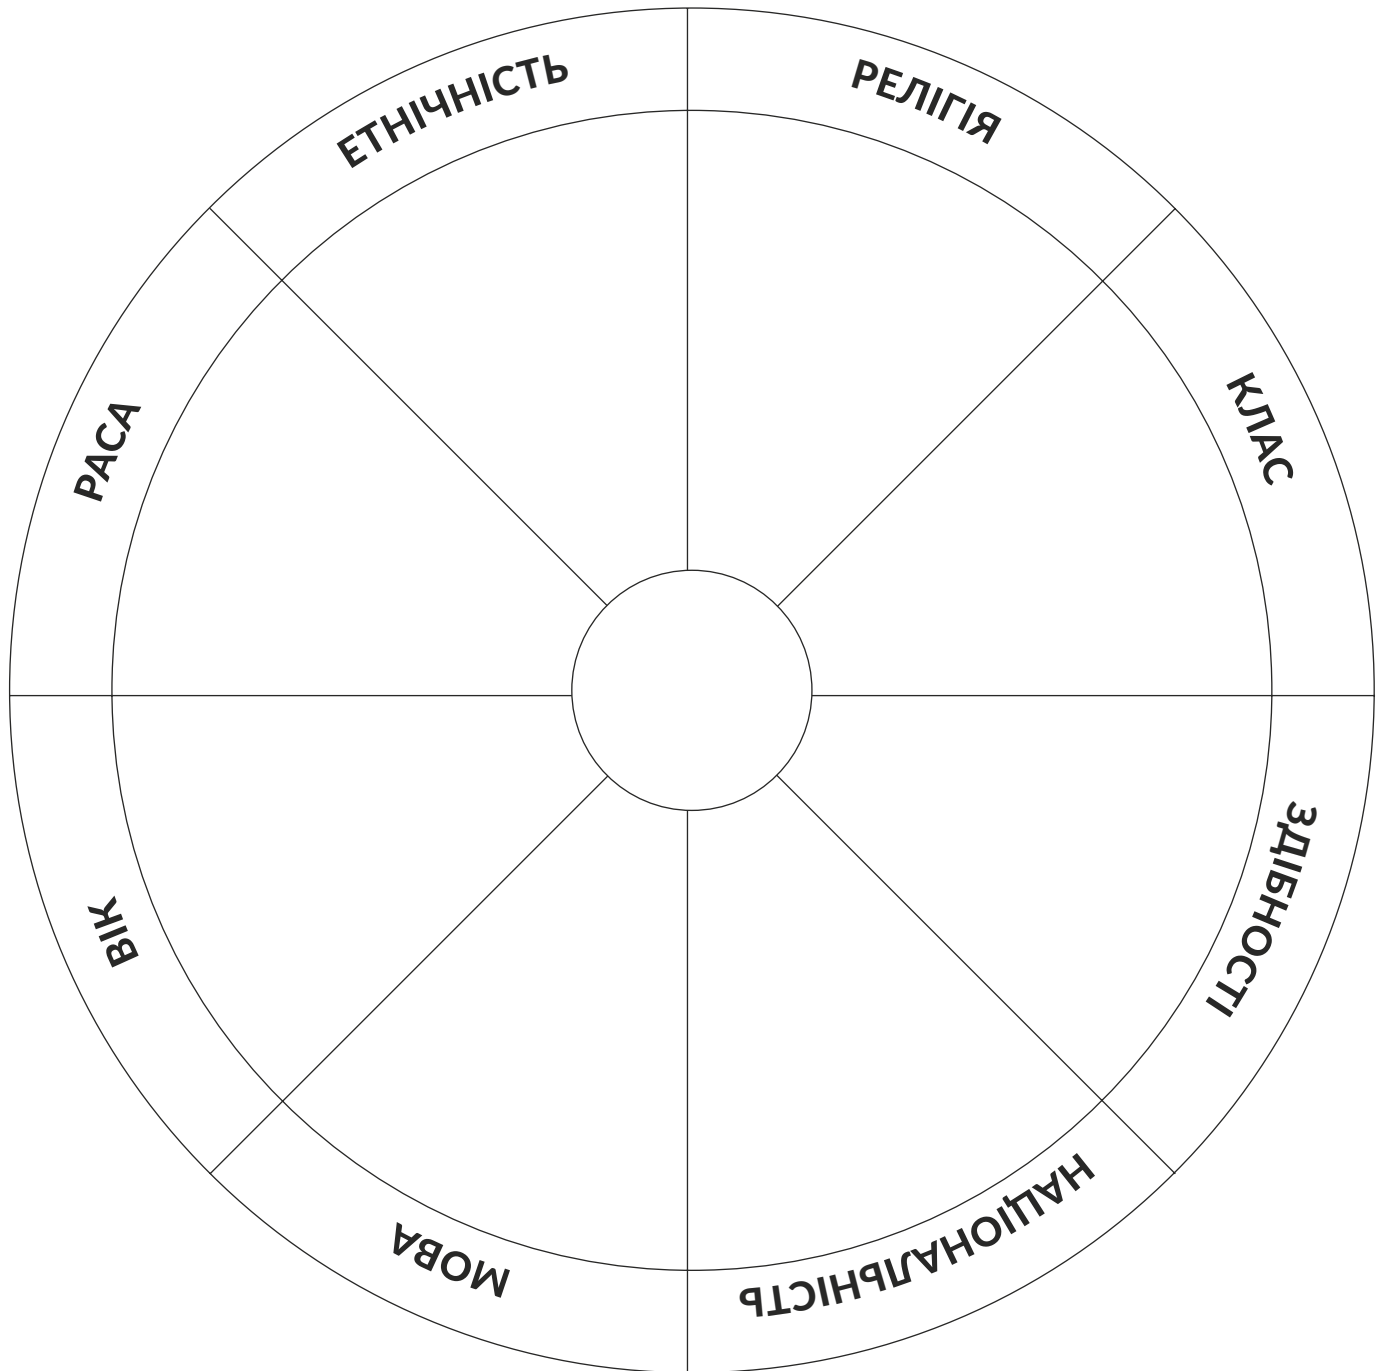 ЕТНІЧНІСТЬ
РЕЛІГІЯ
КЛАС
ЗДІБНОСТІ
НАЦІОНАЛЬНІСТЬ
МОВА
ВІК
РАСА